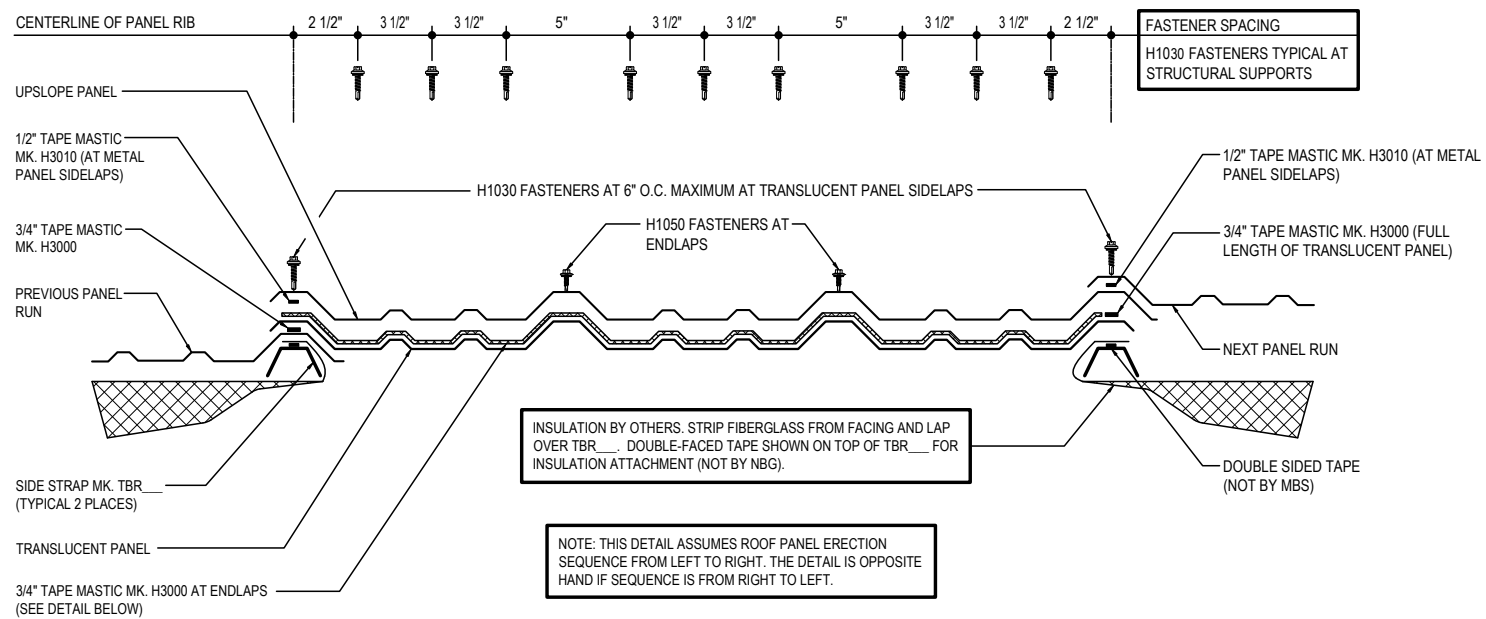 CENTERLINE OF PANEL RIB
2 1/2" 3 1/2" 3 1/2" 5" 3 1/2" 3 1/2" 5" 3 1/2" 3 1/2" 2 1/2"
FASTENER SPACING
H1030 FASTENERS TYPICAL AT
STRUCTURAL SUPPORTS
UPSLOPE PANEL
1/2" TAPE MASTIC
MK. H3010 (AT METAL
PANEL SIDELAPS)
3/4" TAPE MASTIC
MK. H3000
PREVIOUS PANEL
RUN
H1030 FASTENERS AT 6" O.C. MAXIMUM AT TRANSLUCENT PANEL SIDELAPS
H1050 FASTENERS AT
ENDLAPS
1/2" TAPE MASTIC MK. H3010 (AT METAL
PANEL SIDELAPS)
3/4" TAPE MASTIC MK. H3000 (FULL
LENGTH OF TRANSLUCENT PANEL)
NEXT PANEL RUN
INSULATION BY OTHERS. STRIP FIBERGLASS FROM FACING AND LAP
OVER TBR___. DOUBLE-FACED TAPE SHOWN ON TOP OF TBR___ FOR
INSULATION ATTACHMENT (NOT BY NBG).
DOUBLE SIDED TAPE
(NOT BY MBS)
SIDE STRAP MK. TBR___
(TYPICAL 2 PLACES)
TRANSLUCENT PANEL
3/4" TAPE MASTIC MK. H3000 AT ENDLAPS
(SEE DETAIL BELOW)
NOTE: THIS DETAIL ASSUMES ROOF PANEL ERECTION
SEQUENCE FROM LEFT TO RIGHT. THE DETAIL IS OPPOSITE
HAND IF SEQUENCE IS FROM RIGHT TO LEFT.